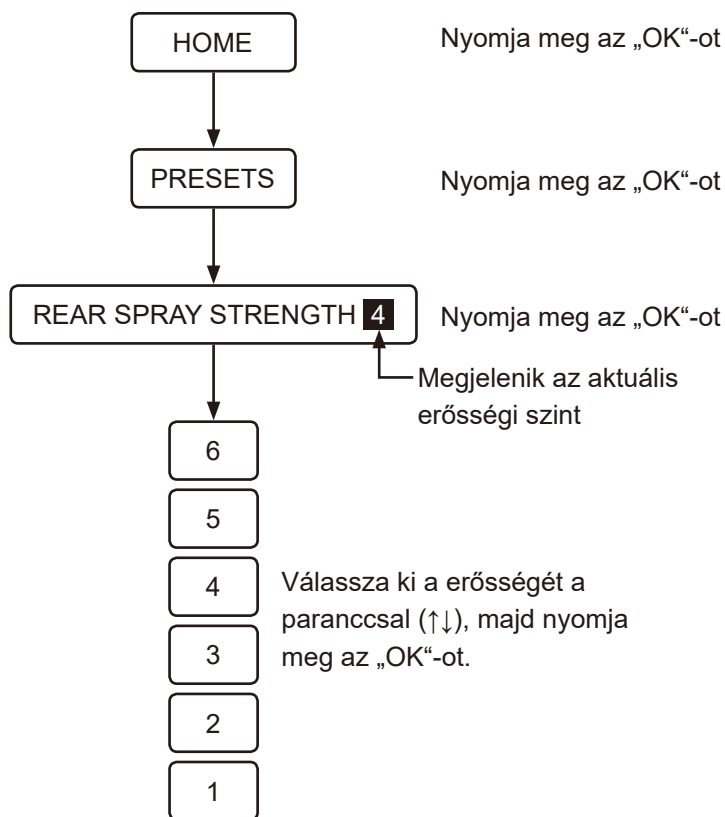 HOME
Nyomja meg az „OK“-ot
PRESETS
Nyomja meg az „OK“-ot
REAR SPRAY STRENGTH 4
Nyomja meg az „OK“-ot
Megjelenik az aktuális
erősségi szint
6
5
4
3
2
1
Válassza ki a erősségét a
paranccsal (↑↓), majd nyomja
meg az „OK“-ot.